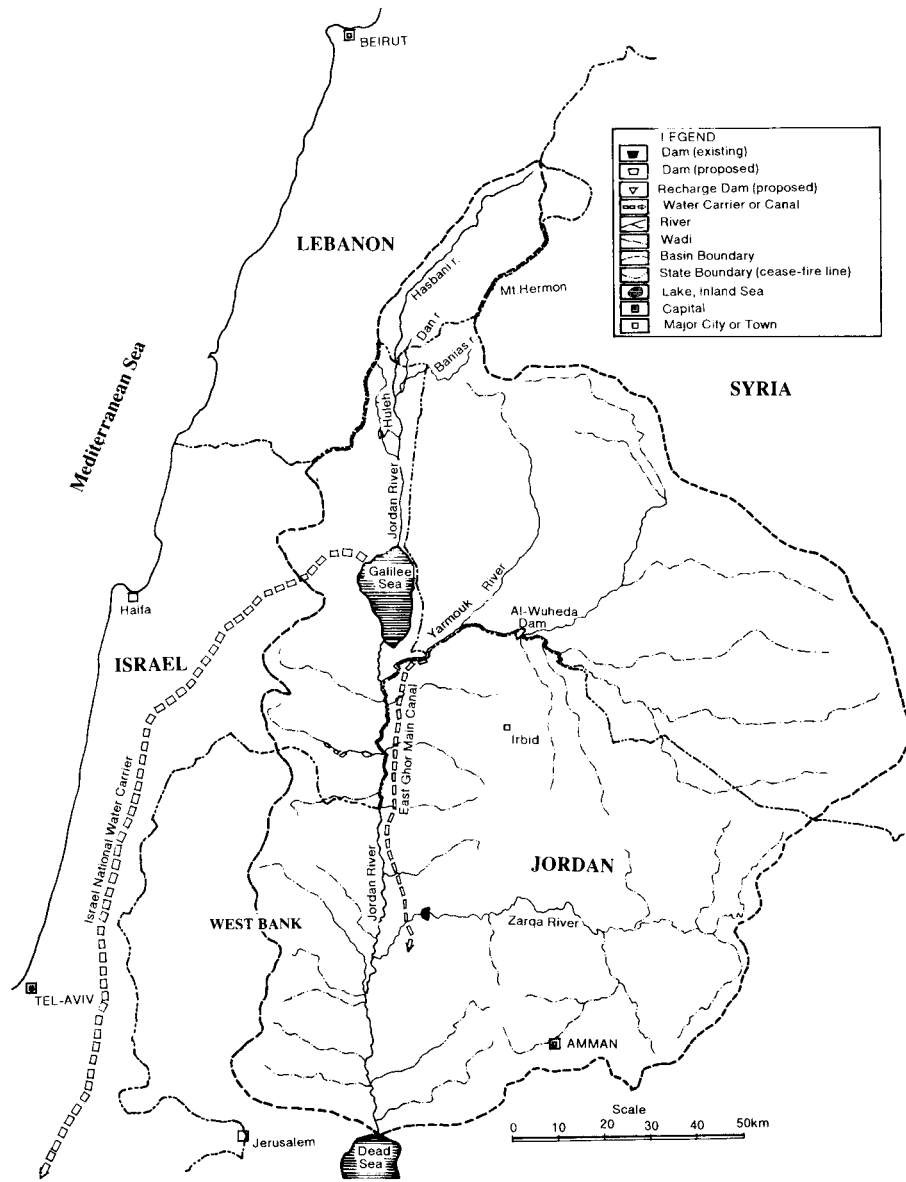 BEIRUT
LEGEND
Dam (existing)
Dam (proposed)
Recharge Dam (proposed)
Water Carrier or Canal
River
Wadi
Basin Boundary
State Boundary (cease-fire line)
Lake, Inland Sea
Capital
Major City or Town
LEBANON
Hasbani r.
Mt. Hermon
Dan r
Banias r.
SYRIA
Mediterranean Sea
Huleh
Jordan River
Galilee
Sea
Yarmouk River
Al-Wuheda
Dam
Haifa
ISRAEL
East Ghor Main Canal
Irbid
Israel National Water Carrier
JORDAN
Jordan River
WEST BANK
Zarqa River
TEL-AVIV
AMMAN
Scale
0 10 20 30 40 50km
Jerusalem
Dead
Sea